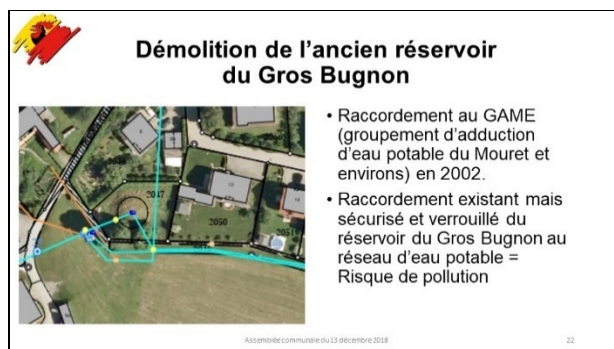 Démolition de l'ancien réservoir
du Gros Bugnon
• Raccordement au GAME
(groupement d'adduction
d'eau potable du Mouret et
environs) en 2002.
• Raccordement existant mais
sécurisé et verrouillé du
réservoir du Gros Bugnon au
réseau d'eau potable =
Risque de pollution
2047
2050
2051
Assemblée communale du 13 décembre 2018
22